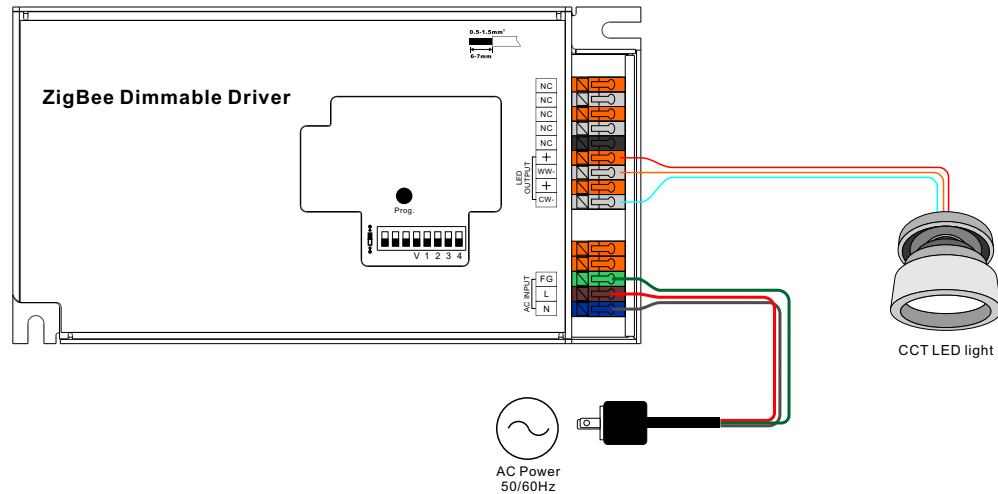 0.5-1.5mm²
6-7mm
ZigBee Dimmable Driver
NC
NC
NC
NC
NC
+
WW-
+
CW-
LED
OUTPUT
Prog.
V 1 2 3 4
FG
L
N
AC INPUT
CCT LED light
AC Power
50/60Hz